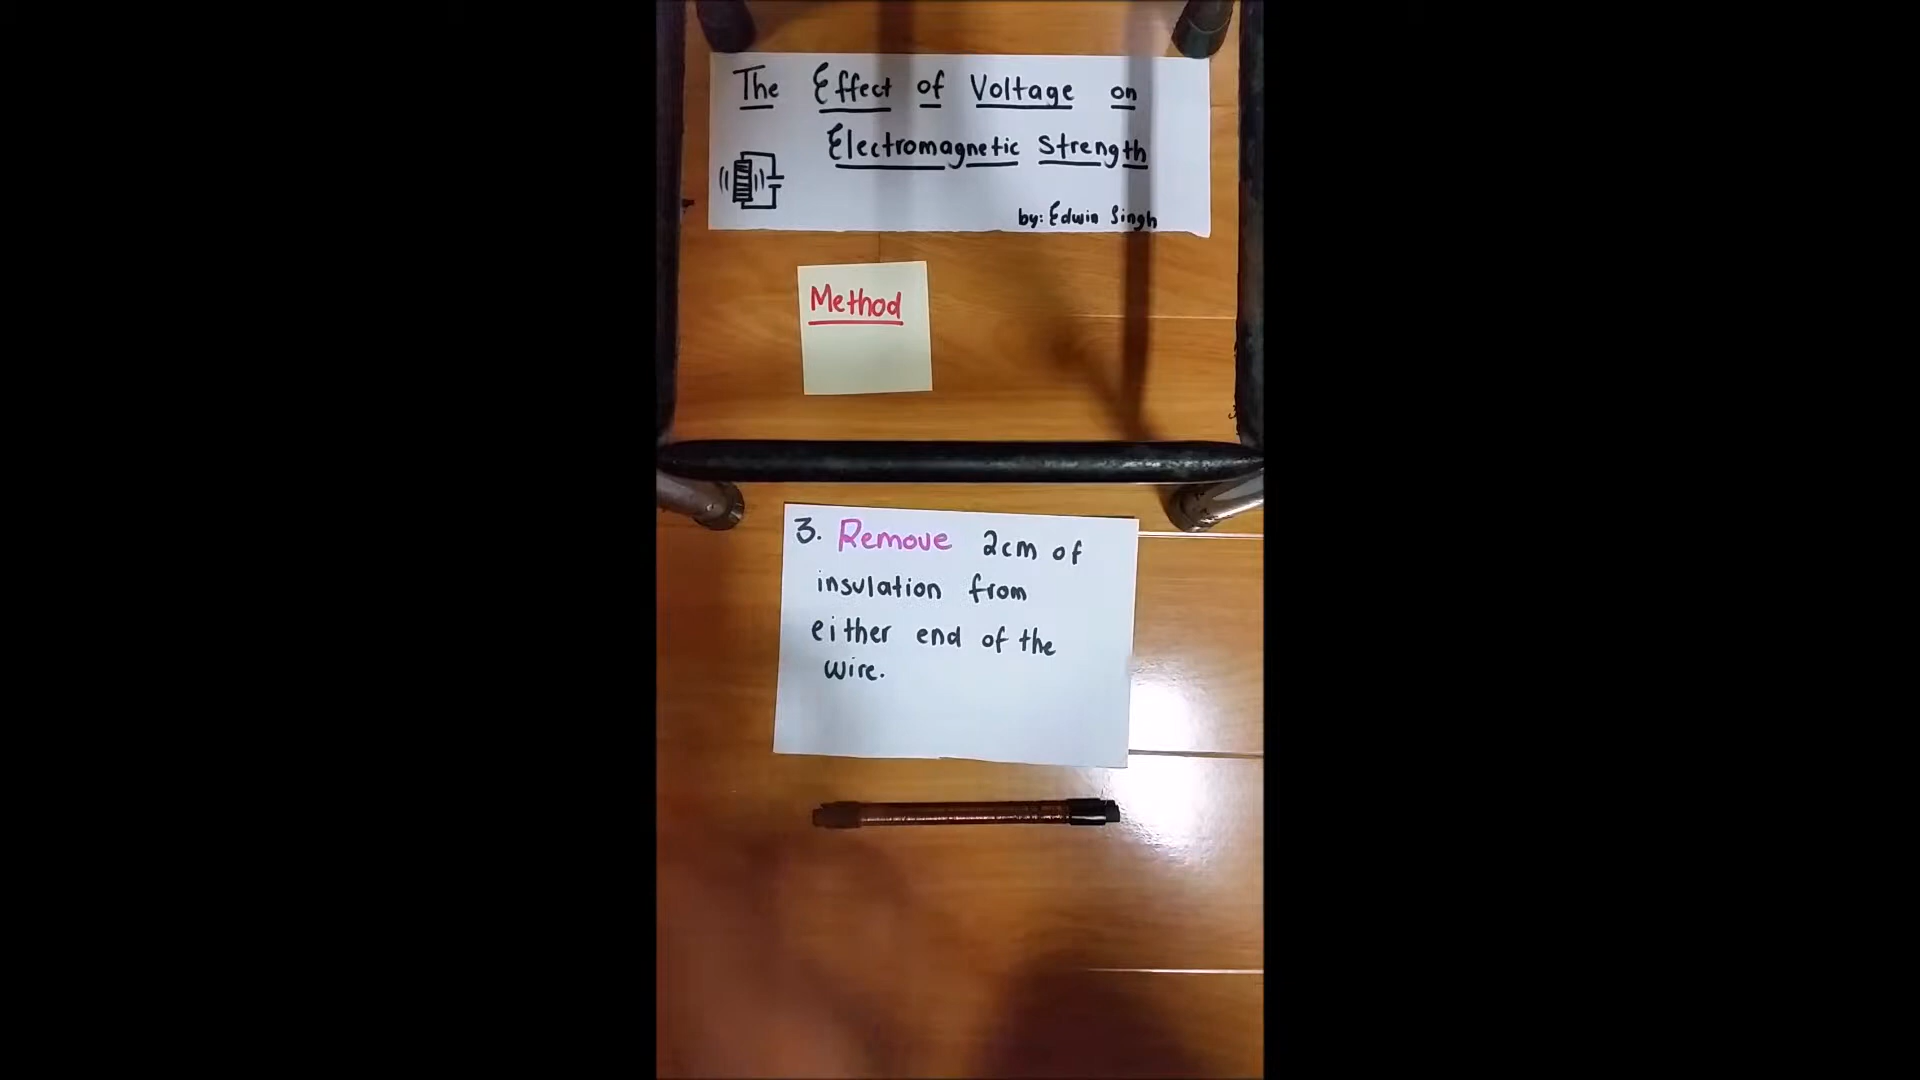 The Effect of Voltage on
Electromagnetic Strength
by: Edwin Singh
Method
3. Remove 2cm of
insulation from
either end of the
wire.